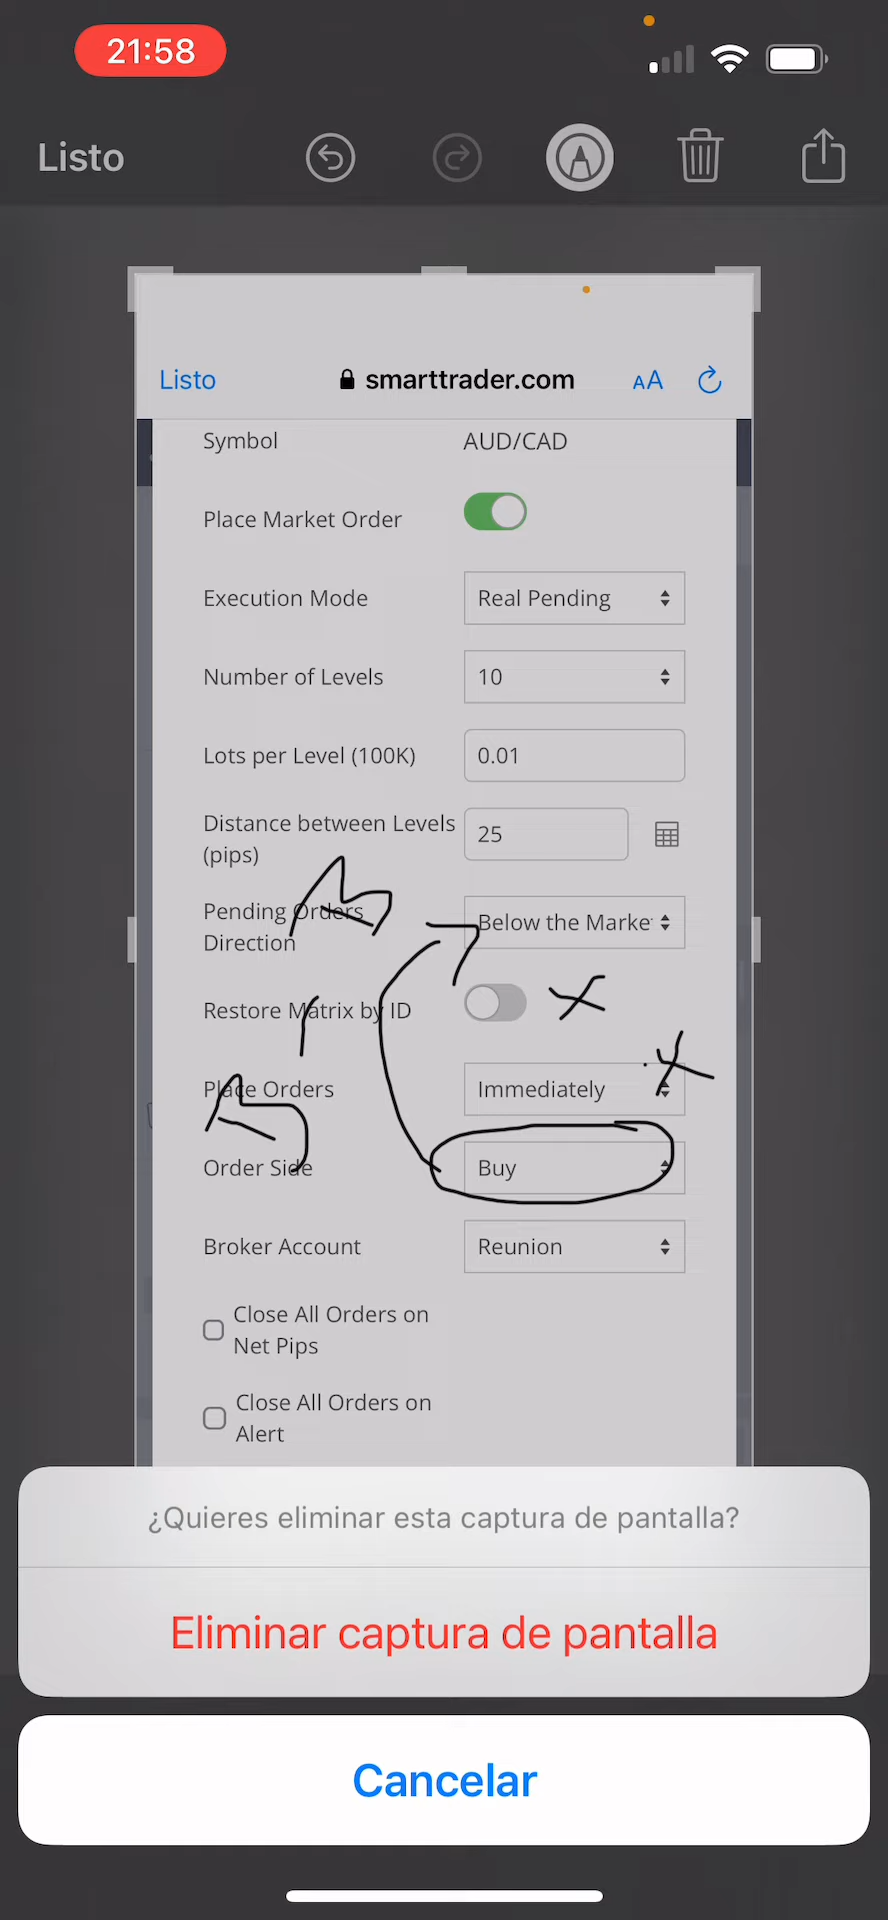 21:58
Listo
Listo smarttrader.com AA
Symbol AUD/CAD
Place Market Order
Execution Mode Real Pending
Number of Levels 10
Lots per Level (100K) 0.01
Distance between Levels
(pips) 25
Pending Orders
Direction Below the Marke
Restore Matrix by ID
Place Orders Immediately
Order Side Buy
Broker Account Reunion
Close All Orders on
Net Pips
Close All Orders on
Alert
¿Quieres eliminar esta captura de pantalla?
Eliminar captura de pantalla
Cancelar